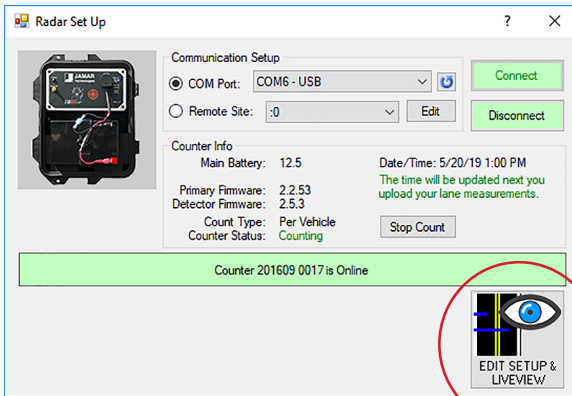 Radar Set Up
JAMAR
Technologies
Communication Setup
COM Port: COM6 - USB
Remote Site: :0 Edit
Connect
Disconnect
Counter Info
Main Battery: 12.5
Primary Firmware: 2.2.53
Detector Firmware: 2.5.3
Count Type: Per Vehicle
Counter Status: Counting
Date/Time: 5/20/19 1:00 PM
The time will be updated next you
upload your lane measurements.
Stop Count
Counter 201609 0017 is Online
EDIT SETUP &
LIVEVIEW